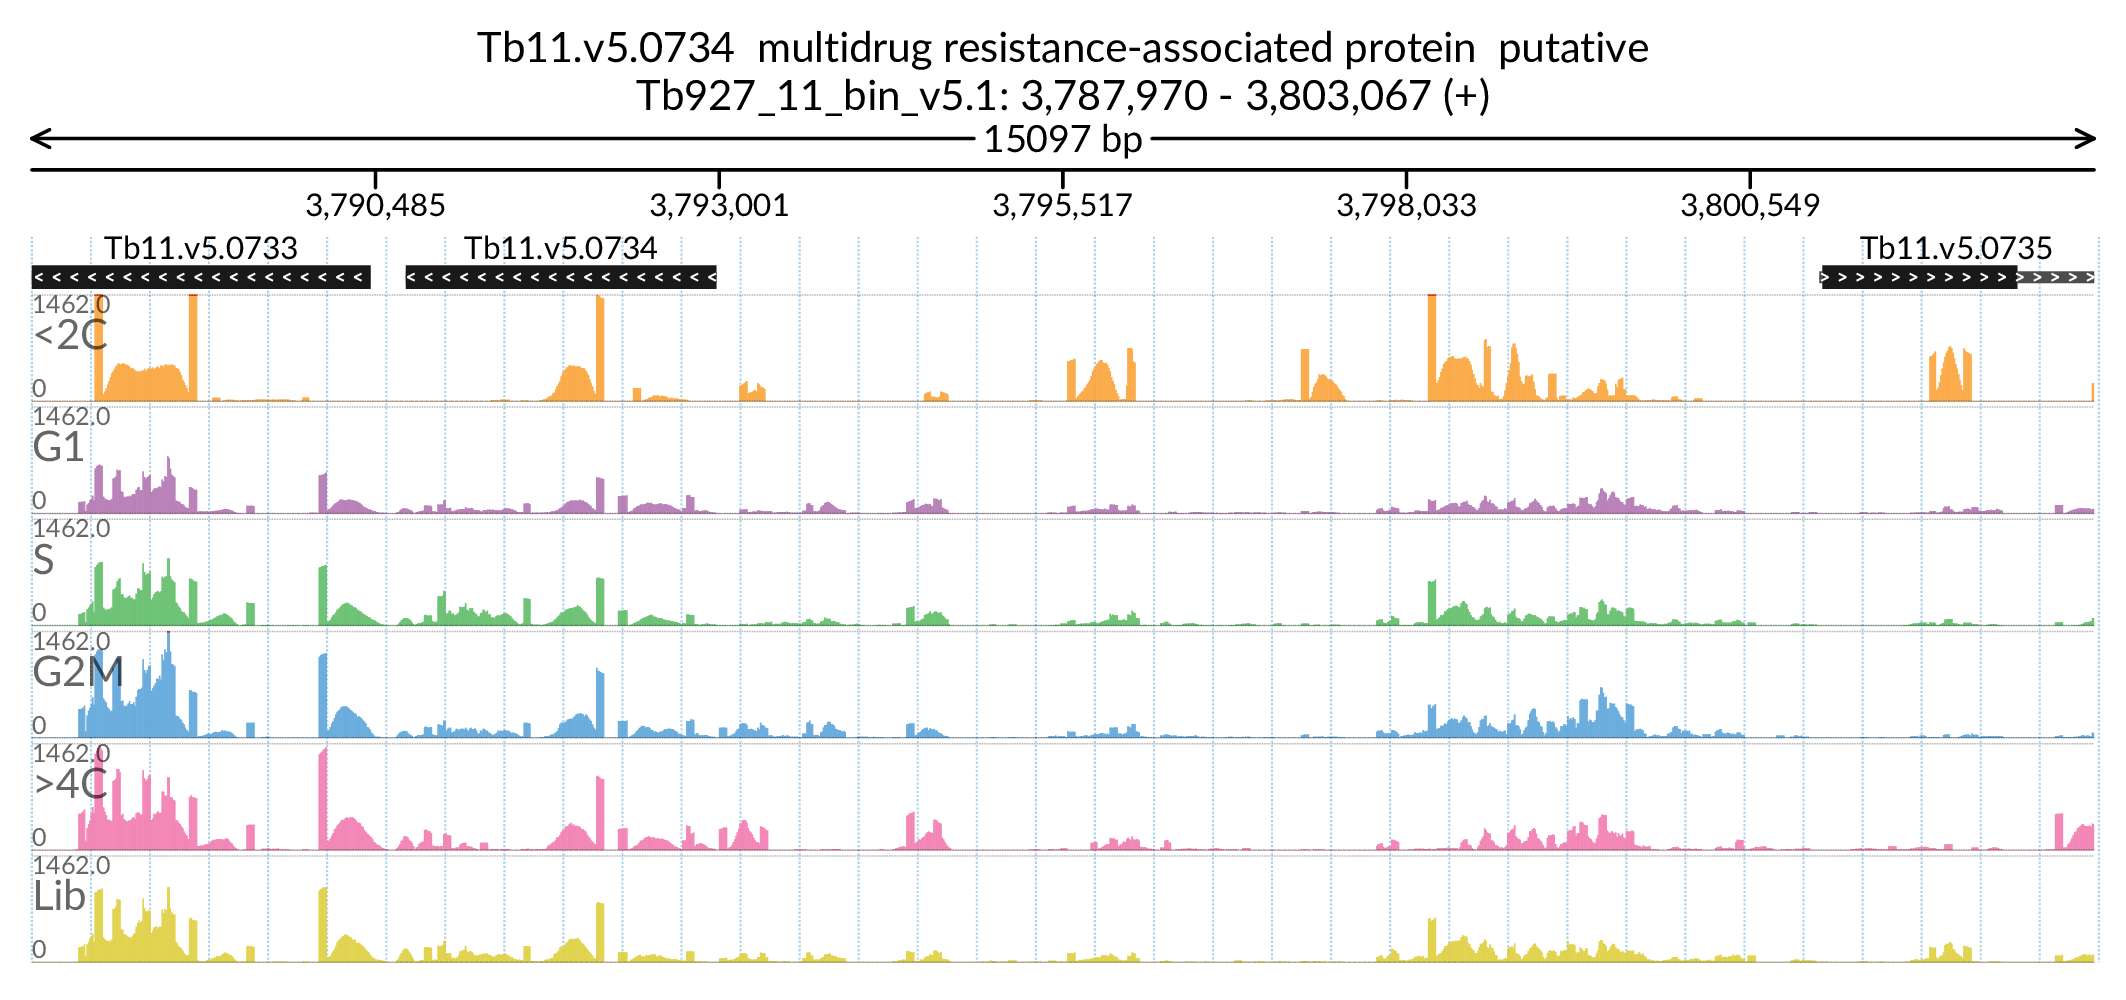 Tb11.v5.0734  multidrug resistance-associated protein  putative
Tb927_11_bin_v5.1: 3,787,970 - 3,803,067 (+)
15097 bp
3,790,485 3,793,001 3,795,517 3,798,033 3,800,549
Tb11.v5.0733 Tb11.v5.0734 Tb11.v5.0735
1462.0
<2C
0
1462.0
G1
0
1462.0
S
0
1462.0
G2M
0
1462.0
>4C
0
1462.0
Lib
0